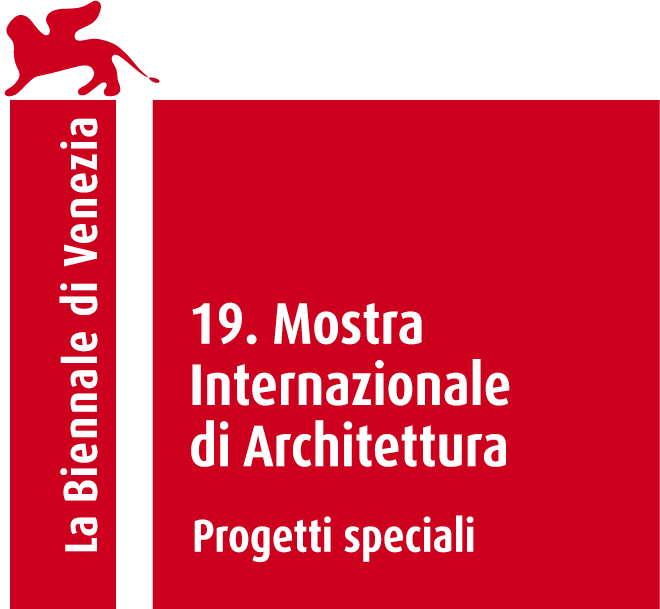 La Biennale di Venezia
19. Mostra
Internazionale
di Architettura
Progetti speciali